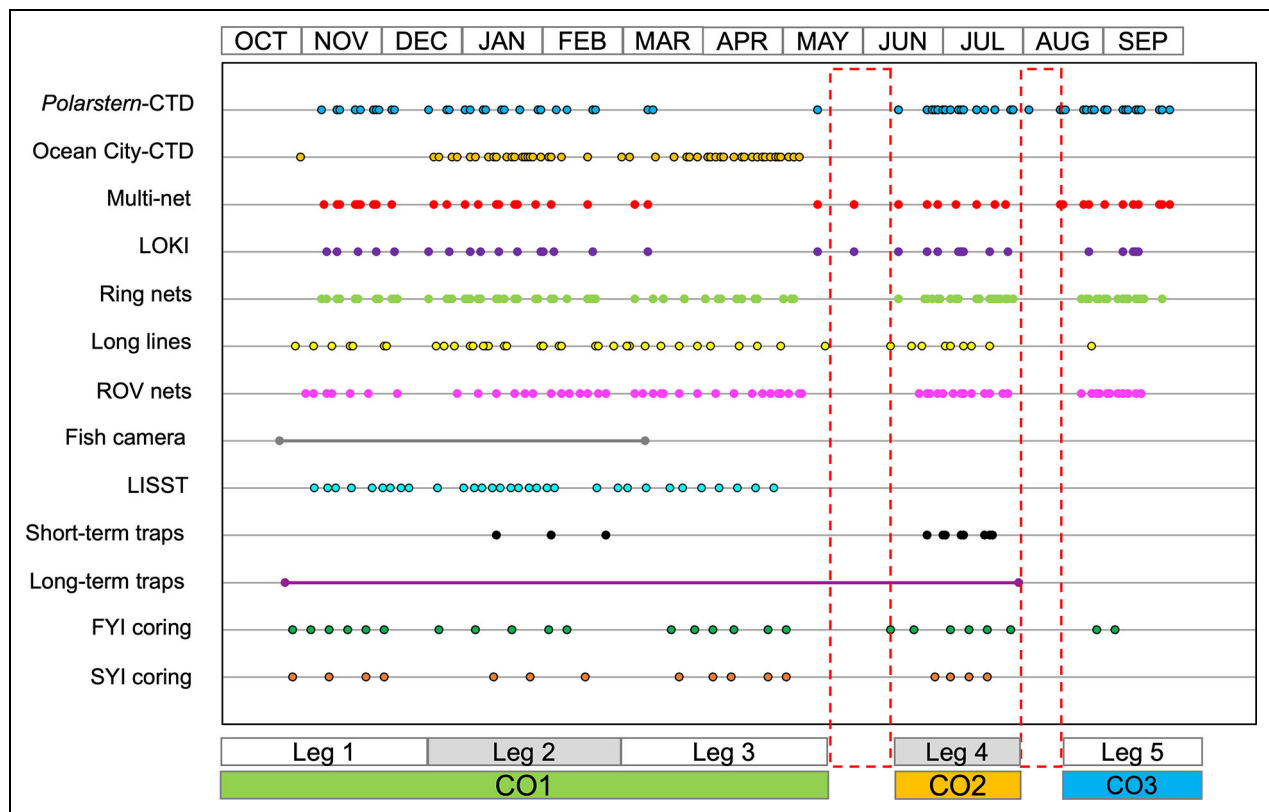 OCT NOV DEC JAN FEB MAR APR MAY JUN JUL AUG SEP
Polarstern-CTD
Ocean City-CTD
Multi-net
LOKI
Ring nets
Long lines
ROV nets
Fish camera
LISST
Short-term traps
Long-term traps
FYI coring
SYI coring
Leg 1 Leg 2 Leg 3 Leg 4 Leg 5
CO1 CO2 CO3